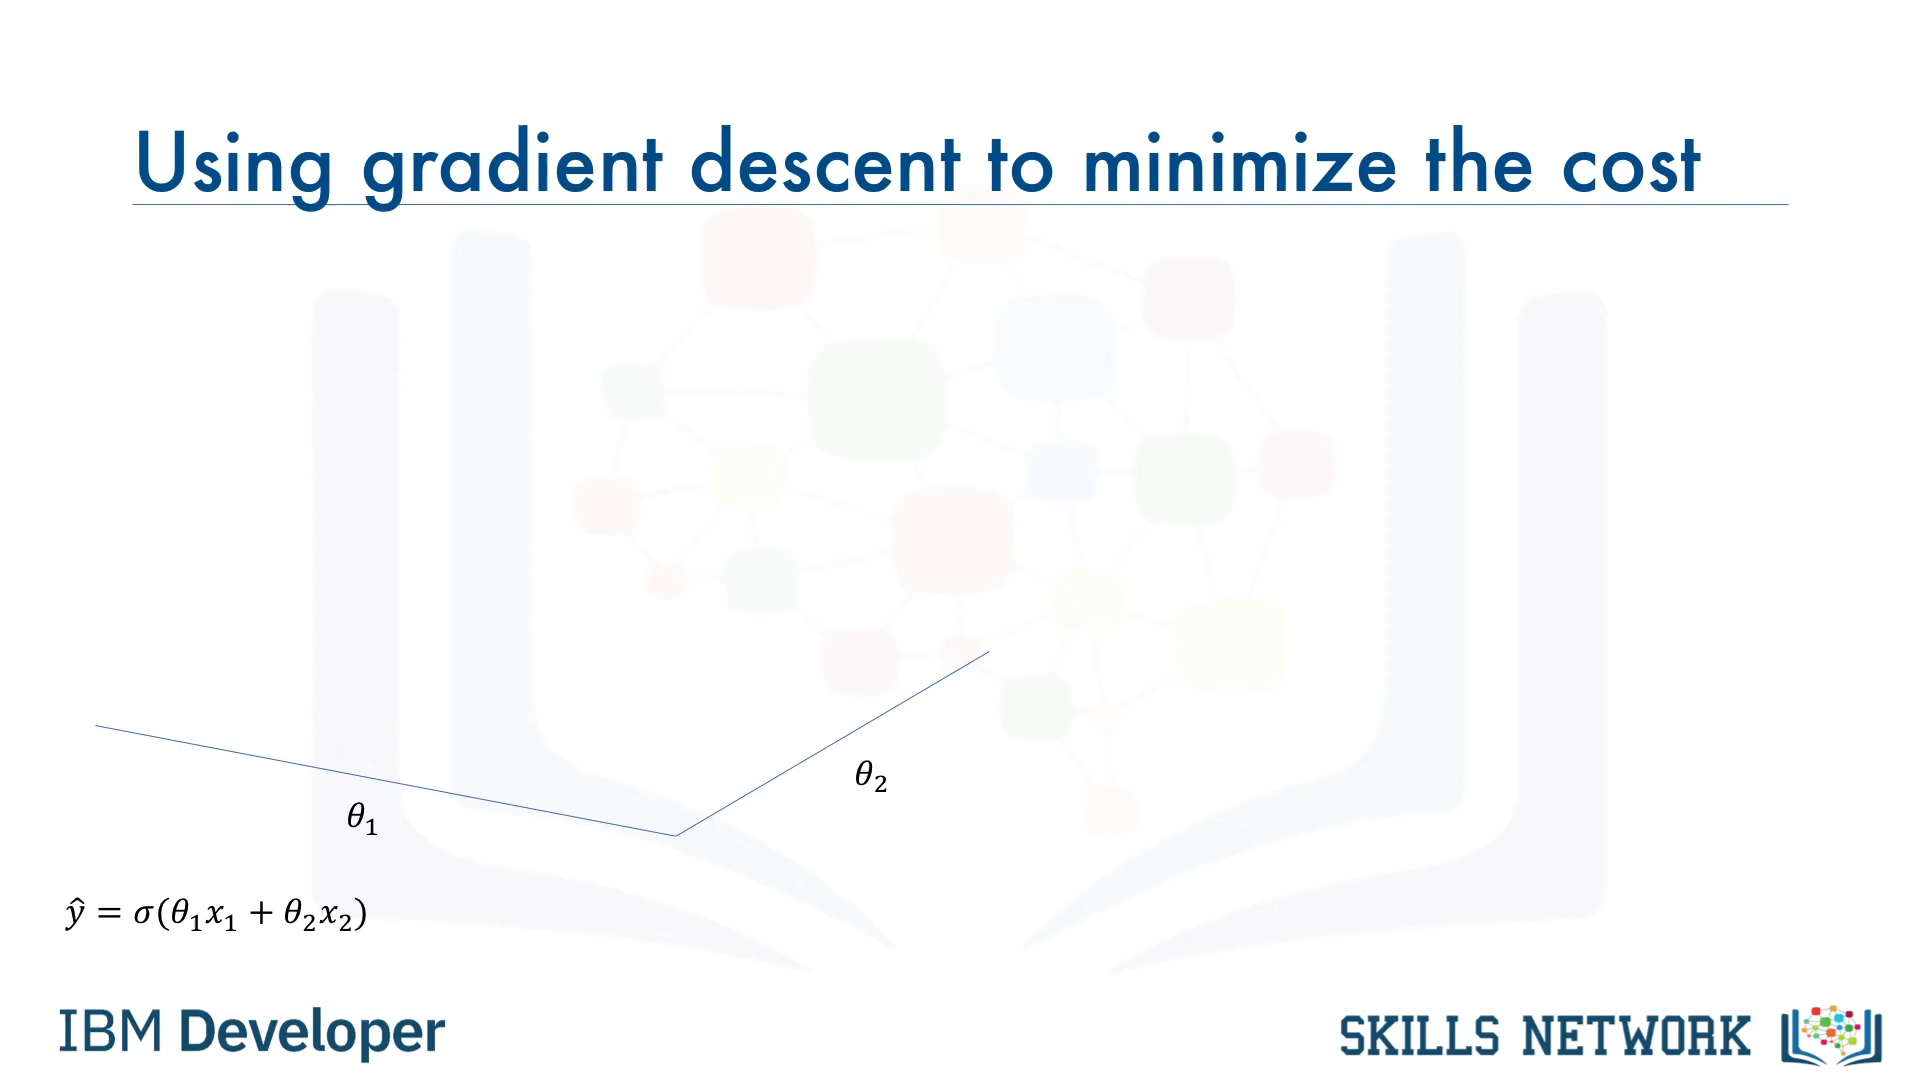 Using gradient descent to minimize the cost
θ₂
θ₁
ŷ = σ(θ₁x₁ + θ₂x₂)
IBM Developer
SKILLS NETWORK